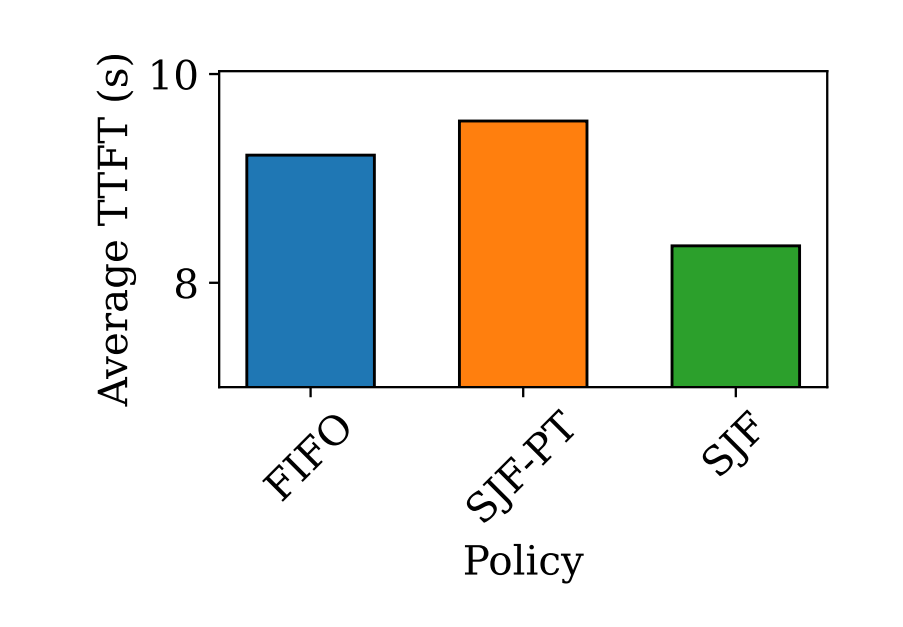 Average TTFT (s)
10
8
FIFO
SJF-PT
SJF
Policy